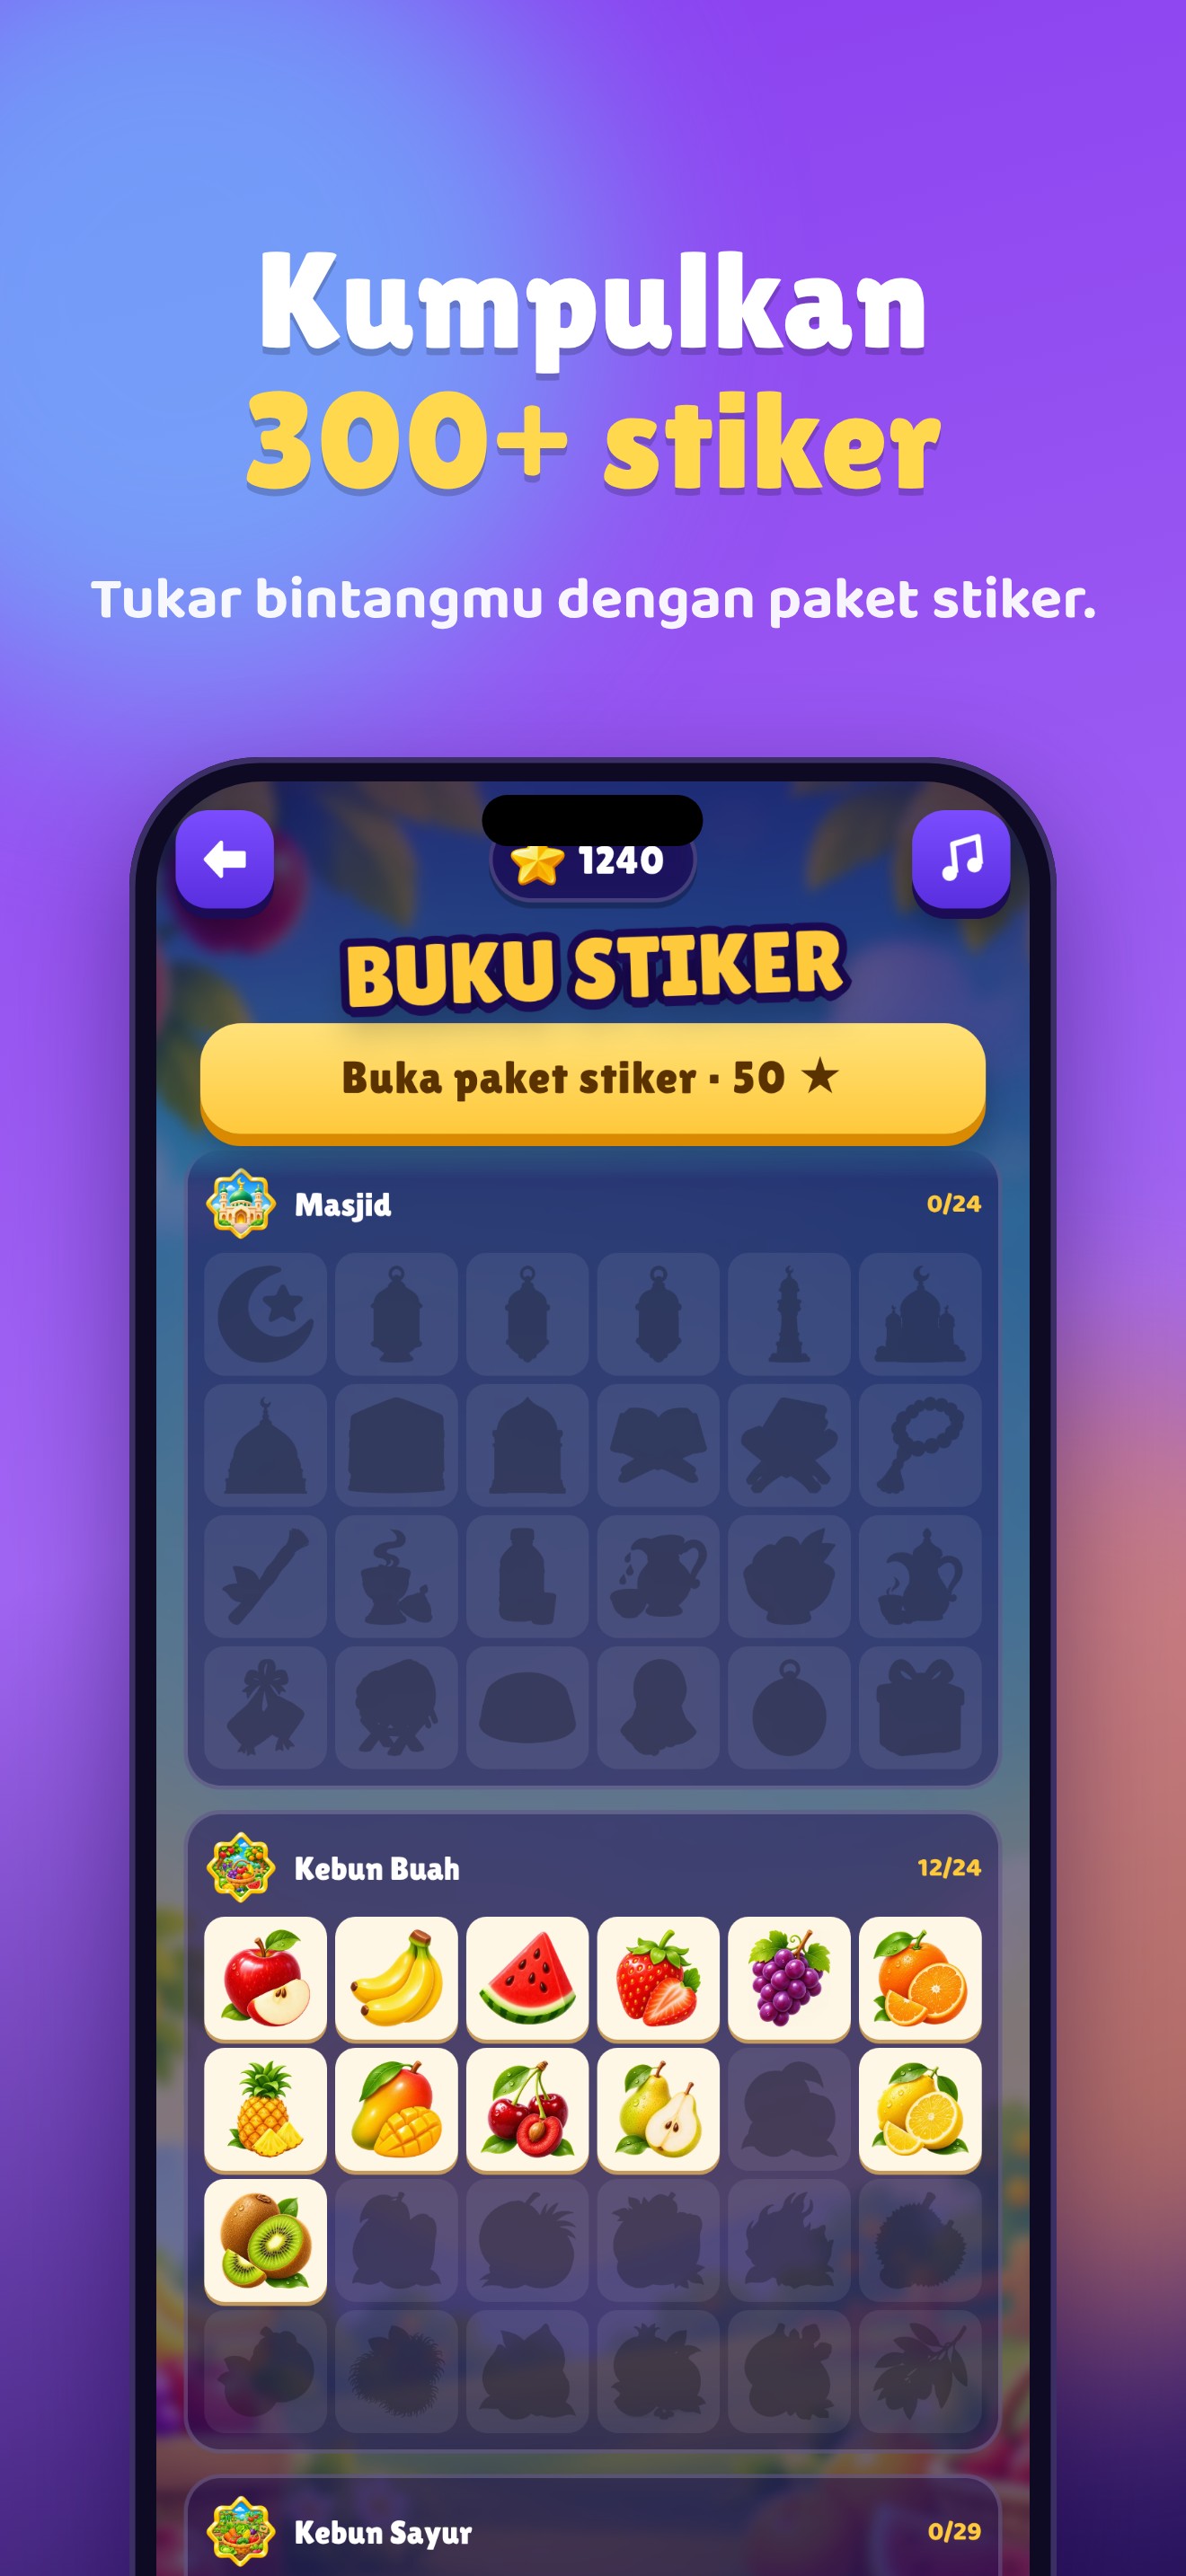 Kumpulkan
300+ stiker
Tukar bintangmu dengan paket stiker.
1240
BUKU STIKER
Buka paket stiker · 50 ★
Masjid 0/24
Kebun Buah 12/24
Kebun Sayur 0/29